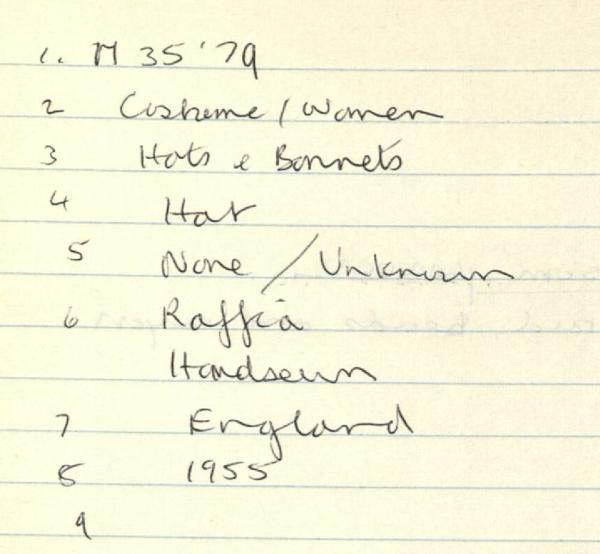 1. M 35 '79
2 Costume / Women
3 Hats & Bonnets
4 Hat
5 None / Unknown
6 Raffia
Handsewn
7 England
8 1955
9